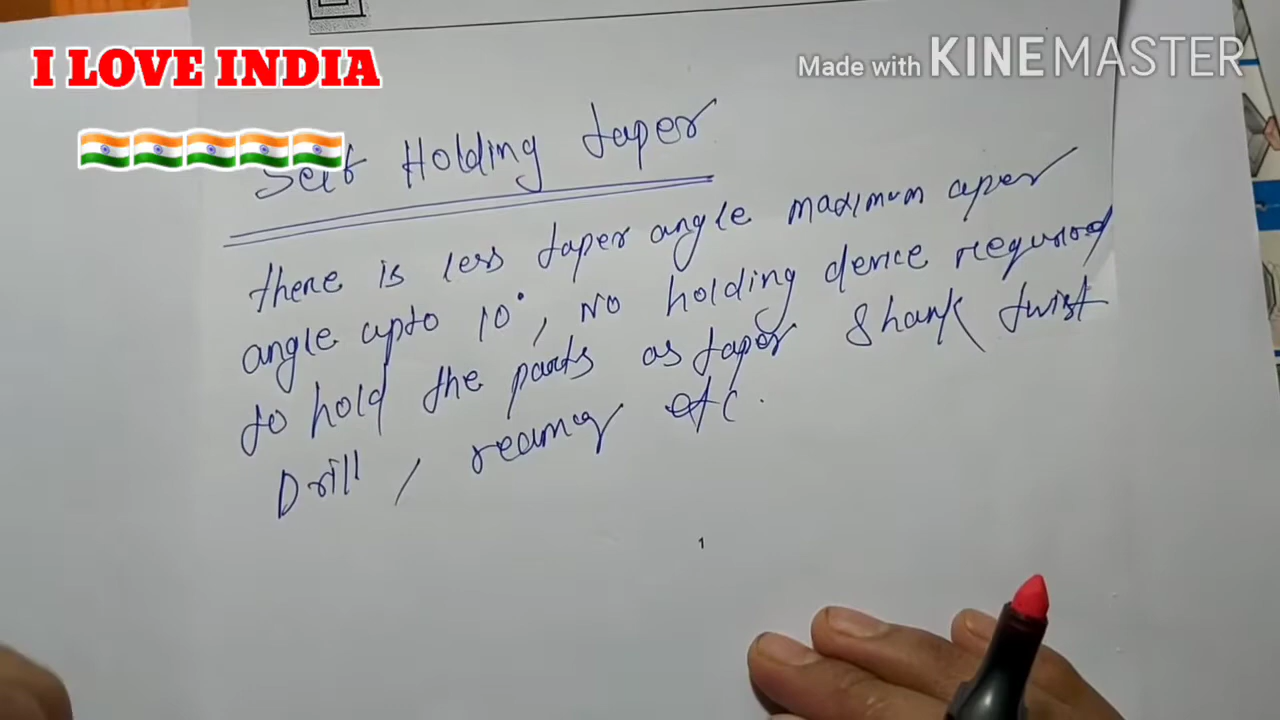 I LOVE INDIA
Made with KINEMASTER
Self Holding taper
there is less taper angle maximum aper
angle upto 10°, No holding device required
to hold the parts as taper shank twist
Drill, reamer etc.
1